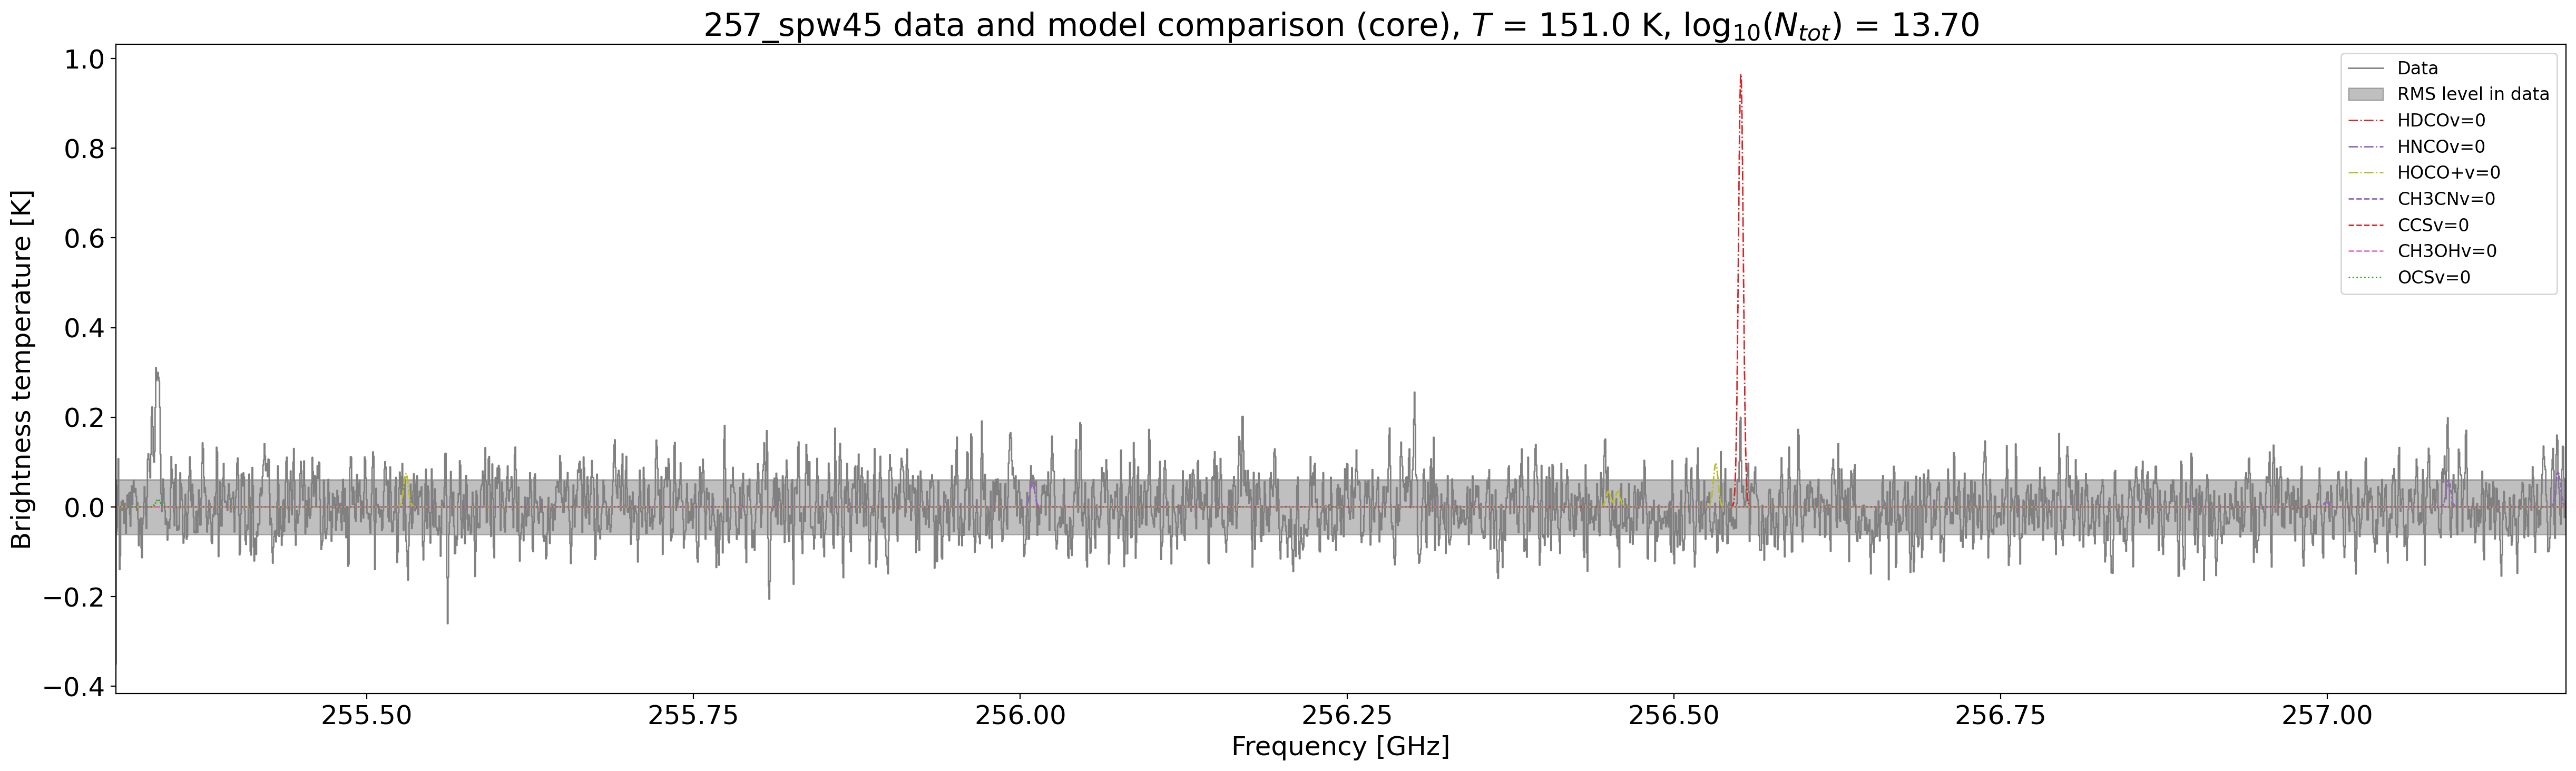 257_spw45 data and model comparison (core), T = 151.0 K, log₁₀(Nₜₒₜ) = 13.70
Brightness temperature [K]
1.0
0.8
0.6
0.4
0.2
0.0
−0.2
−0.4
Data
RMS level in data
HDCOv=0
HNCOv=0
HOCO+v=0
CH3CNv=0
CCSv=0
CH3OHv=0
OCSv=0
255.50 255.75 256.00 256.25 256.50 256.75 257.00
Frequency [GHz]